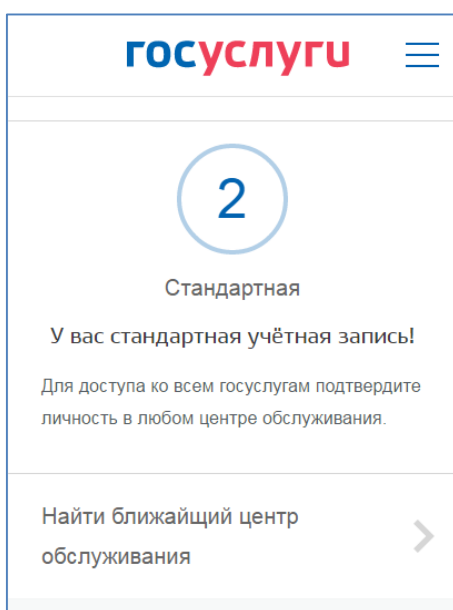 госуслуги
2
Стандартная
У вас стандартная учётная запись!
Для доступа ко всем госуслугам подтвердите
личность в любом центре обслуживания.
Найти ближайщий центр
обслуживания